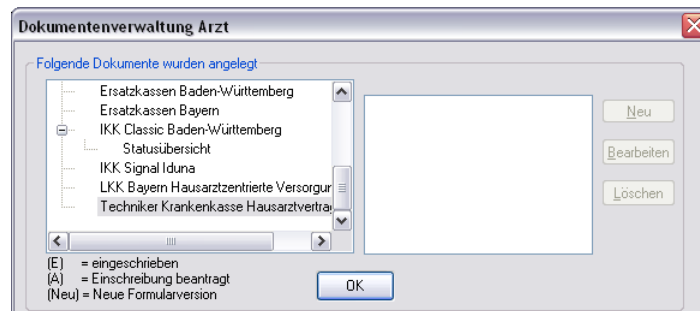 Dokumentenverwaltung Arzt
Folgende Dokumente wurden angelegt
Ersatzkassen Baden-Württemberg
Ersatzkassen Bayern
IKK Classic Baden-Württemberg
Statusübersicht
IKK Signal Iduna
LKK Bayern Hausarztzentrierte Versorgur
Techniker Krankenkasse Hausarztvertra
Neu
Bearbeiten
Löschen
(E) = eingeschrieben
(A) = Einschreibung beantragt
(Neu) = Neue Formularversion
OK